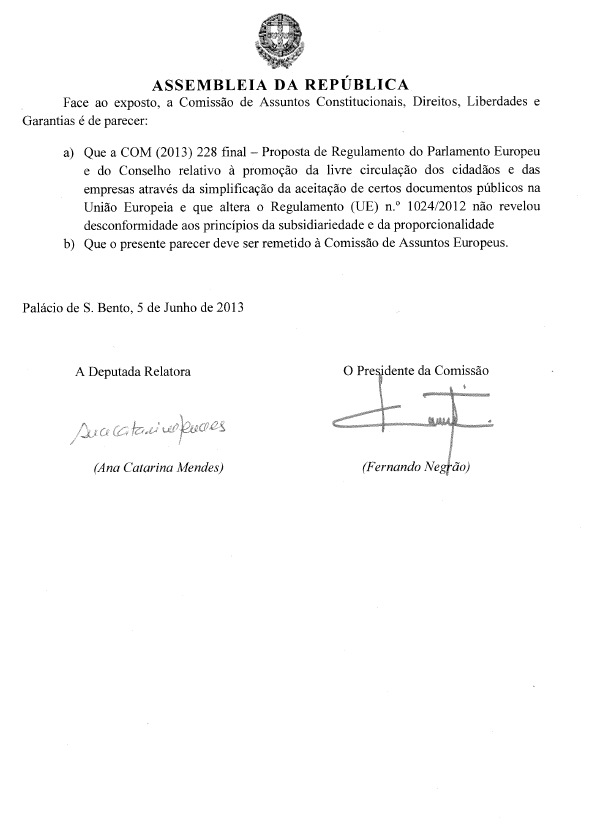 ASSEMBLEIA DA REPÚBLICA
Face ao exposto, a Comissão de Assuntos Constitucionais, Direitos, Liberdades e
Garantias é de parecer:
a) Que a COM (2013) 228 final – Proposta de Regulamento do Parlamento Europeu
e do Conselho relativo à promoção da livre circulação dos cidadãos e das
empresas através da simplificação da aceitação de certos documentos públicos na
União Europeia e que altera o Regulamento (UE) n.º 1024/2012 não revelou
desconformidade aos princípios da subsidiariedade e da proporcionalidade
b) Que o presente parecer deve ser remetido à Comissão de Assuntos Europeus.
Palácio de S. Bento, 5 de Junho de 2013
A Deputada Relatora
O Presidente da Comissão
(Ana Catarina Mendes)
(Fernando Negrão)